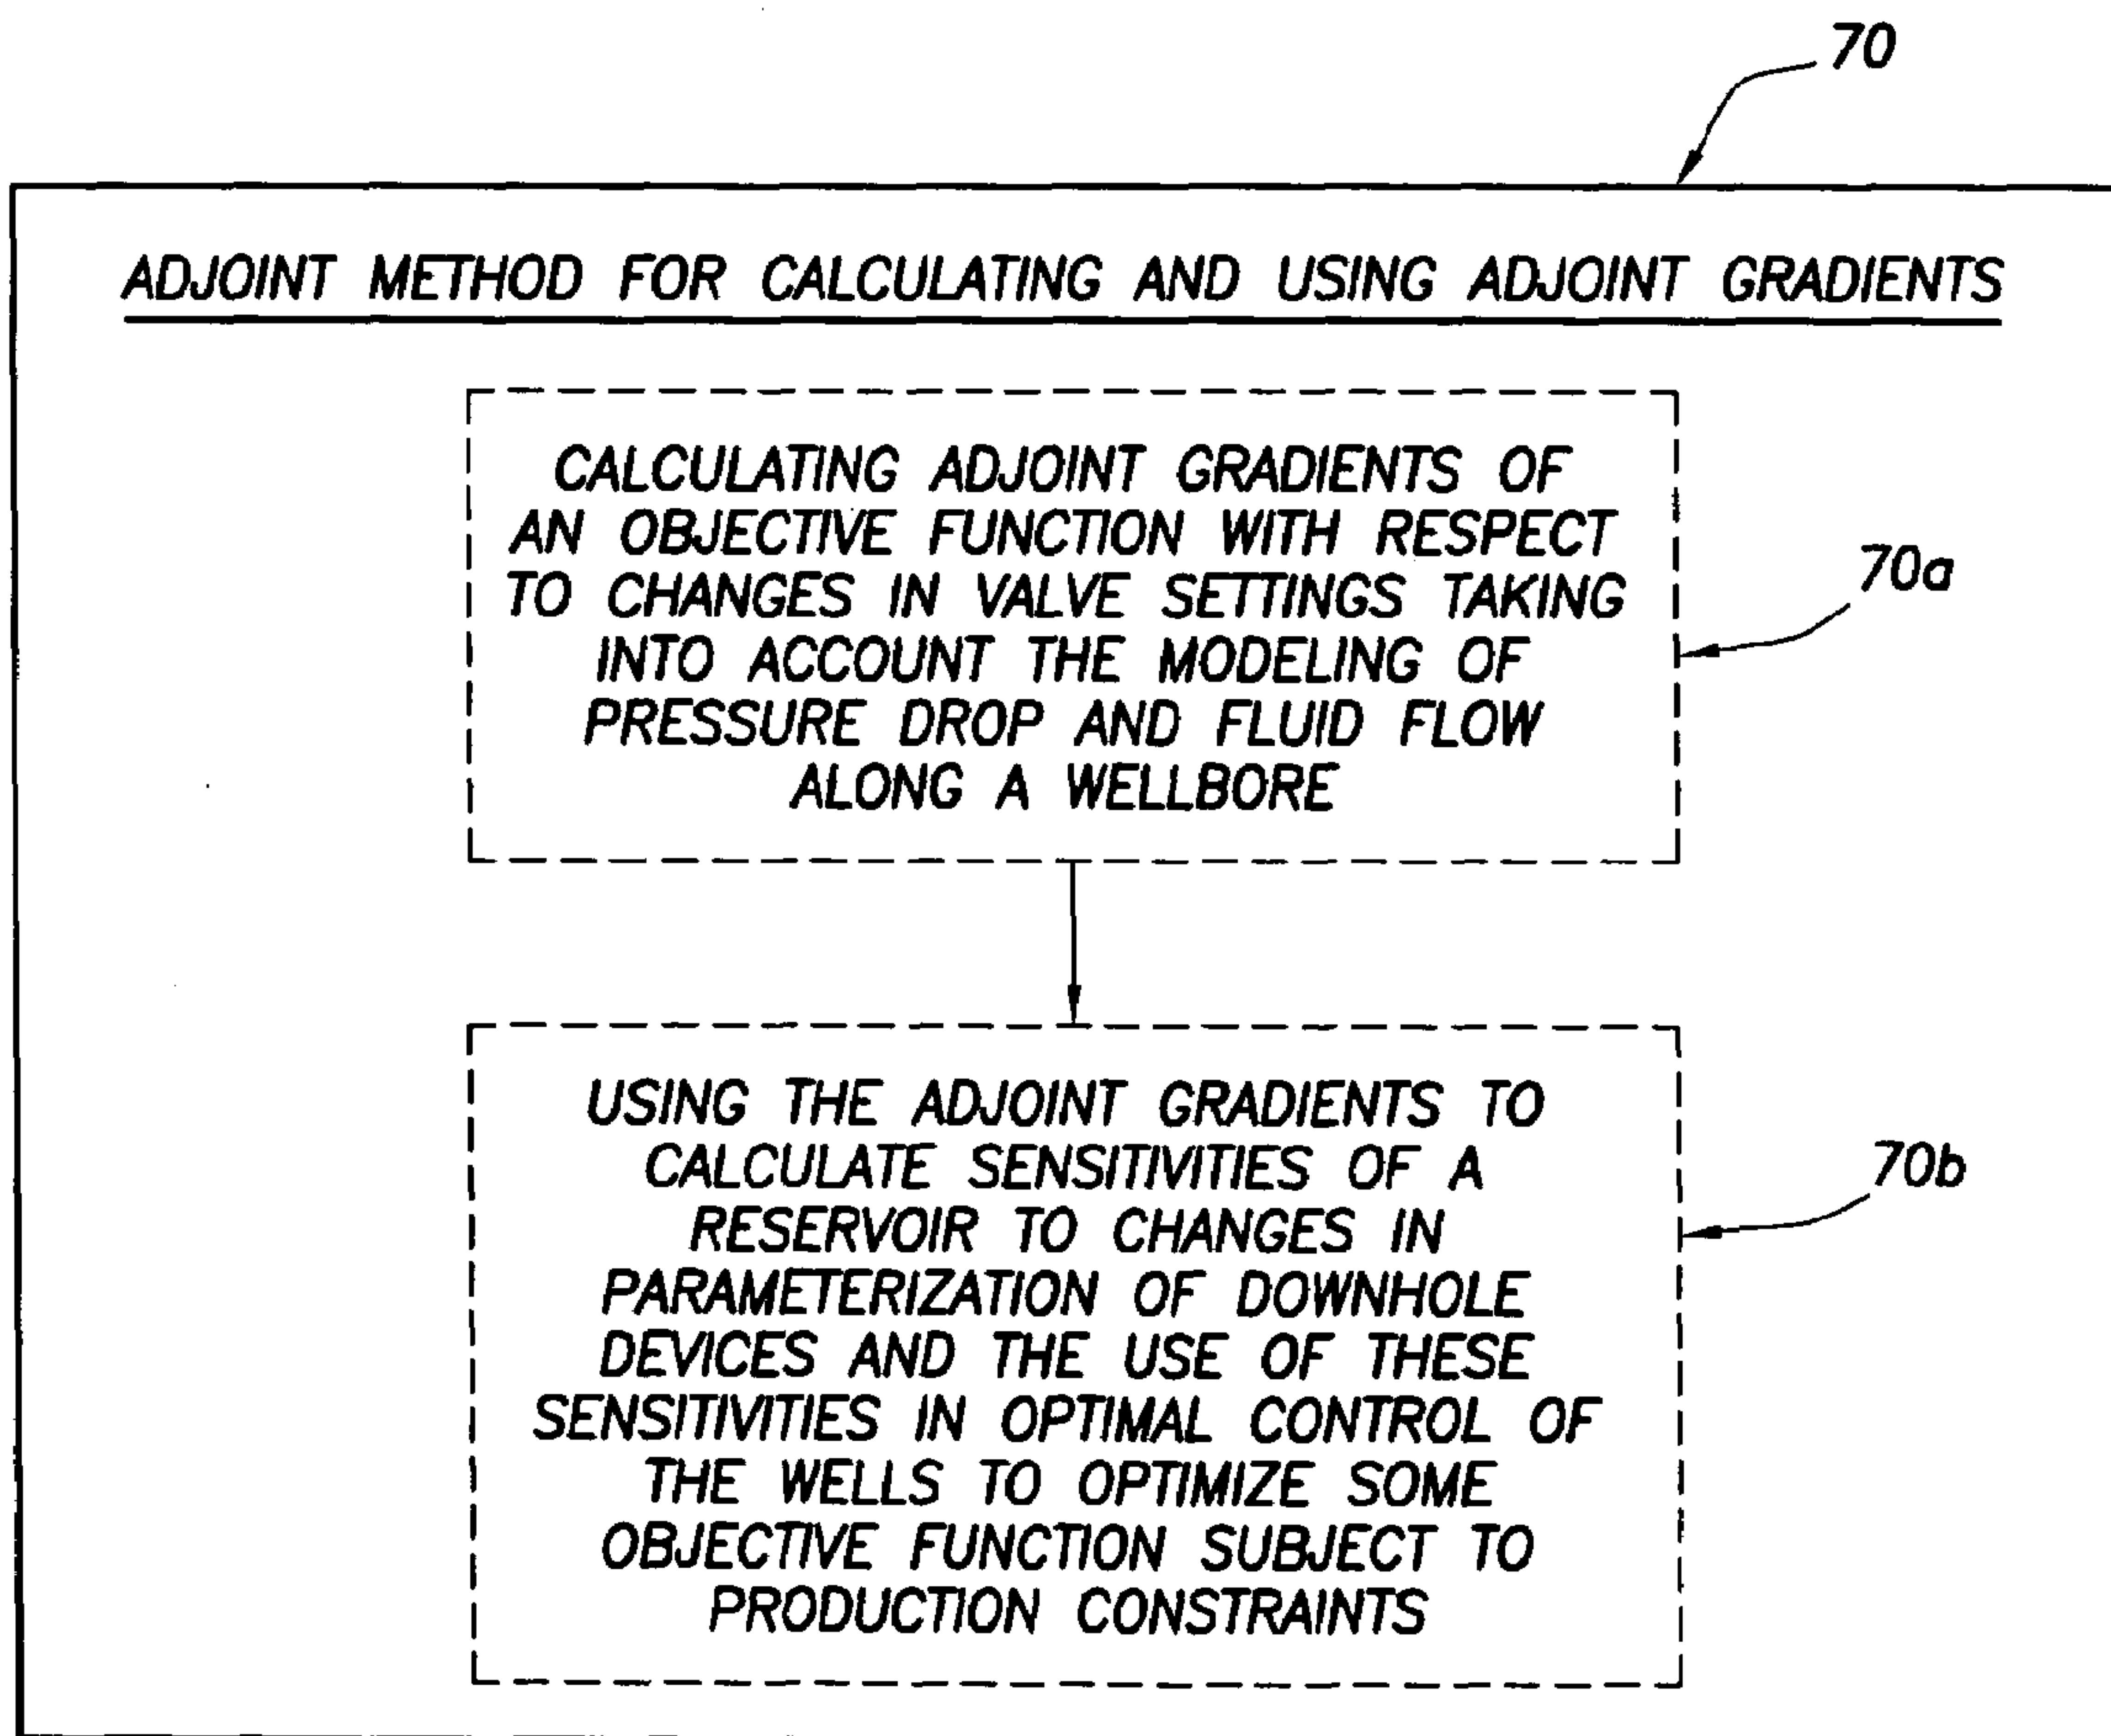 70
ADJOINT METHOD FOR CALCULATING AND USING ADJOINT GRADIENTS
CALCULATING ADJOINT GRADIENTS OF
AN OBJECTIVE FUNCTION WITH RESPECT
TO CHANGES IN VALVE SETTINGS TAKING
INTO ACCOUNT THE MODELING OF
PRESSURE DROP AND FLUID FLOW
ALONG A WELLBORE
70a
USING THE ADJOINT GRADIENTS TO
CALCULATE SENSITIVITIES OF A
RESERVOIR TO CHANGES IN
PARAMETERIZATION OF DOWNHOLE
DEVICES AND THE USE OF THESE
SENSITIVITIES IN OPTIMAL CONTROL OF
THE WELLS TO OPTIMIZE SOME
OBJECTIVE FUNCTION SUBJECT TO
PRODUCTION CONSTRAINTS
70b